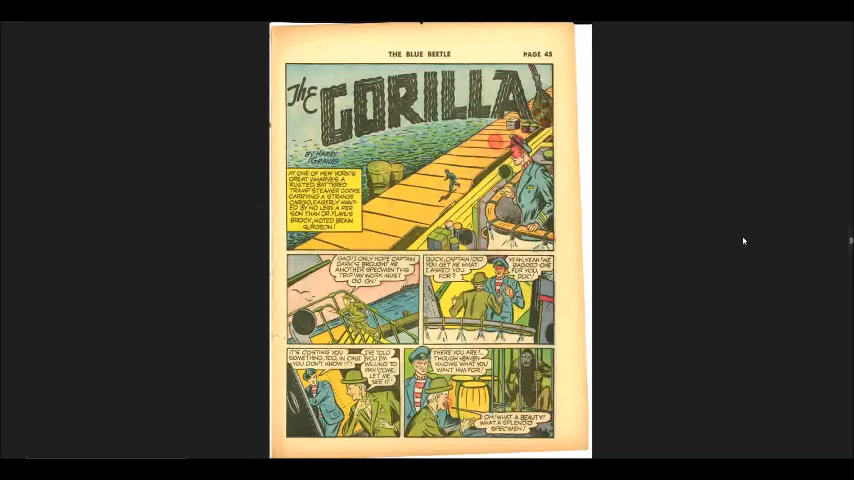 THE BLUE BEETLE
PAGE 45
The
GORILLA
BY HARRY
GRAVES
AT ONE OF NEW YORK'S
GREAT WHARVES A
RUSTED, BATTERED
TRAMP STEAMER DOCKS,
CARRYING A STRANGE
CARGO, EAGERLY AWAIT-
ED BY NO LESS A PER-
SON THAN DR. FLAVIUS
BROCK, NOTED BRAIN
SURGEON!
GAD! I ONLY HOPE CAPTAIN
DARK'S BROUGHT ME
ANOTHER SPECIMEN THIS
TRIP! MY WORK MUST
GO ON!
QUICK, CAPTAIN! DID
YOU GET ME WHAT
I ASKED YOU
FOR?
YEAH, YEAH! WE
BAGGED ONE
FOR YOU,
DOC!
IT'S COSTING YOU
SOMETHING, TOO, IN CASE
YOU DON'T KNOW IT!
I'VE TOLD
YOU I'M
WILLING TO
PAY! COME,
LET ME
SEE IT!
THERE YOU ARE!..
THOUGH HEAVEN
KNOWING WHAT YOU
WANT HIM FOR!
OH! WHAT A BEAUTY!
WHAT A SPLENDID
SPECIMEN!